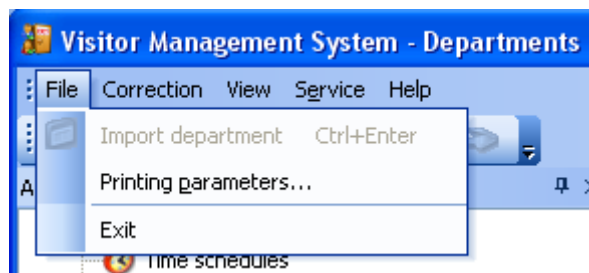 Visitor Management System - Departments
File Correction View Service Help
Import department Ctrl+Enter
Printing parameters...
A
Exit
Time schedules